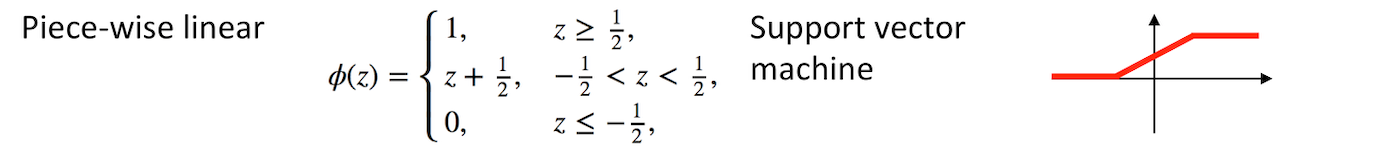 Piece-wise linear
ϕ(z) = { 1, z ≥ 1/2,
z + 1/2, −1/2 < z < 1/2,
0, z ≤ −1/2,
Support vector
machine